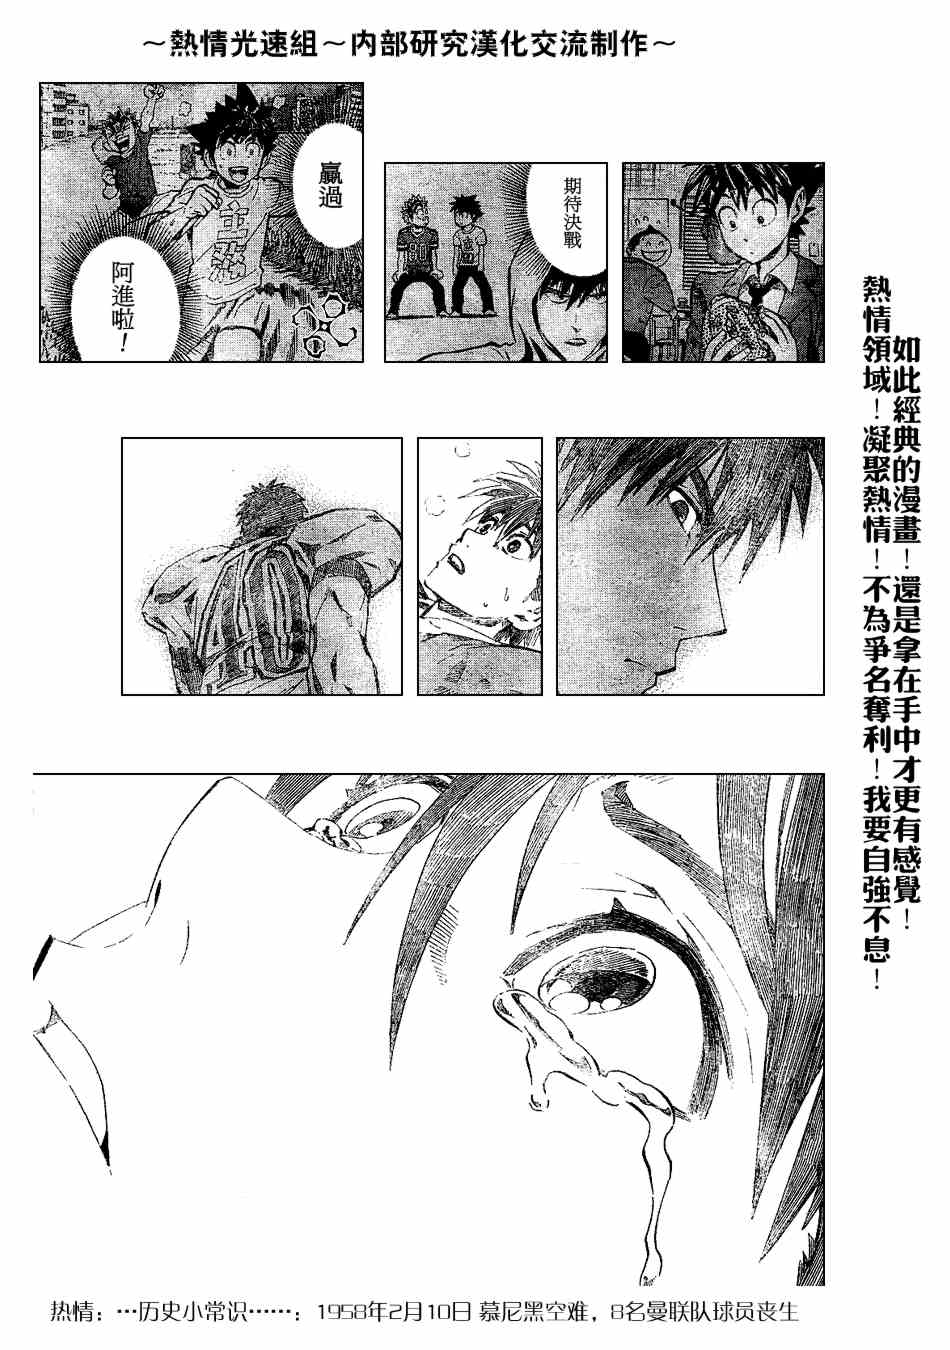 ～熱情光速組～内部研究漢化交流制作～
期待決戰
贏過
阿進啦！
如此經典的漫畫！還是拿在手中才更有感覺！
熱情領域！凝聚熱情！不為爭名奪利！我要自強不息！
热情：…历史小常识……：1958年2月10日 慕尼黑空难，8名曼联队球员丧生